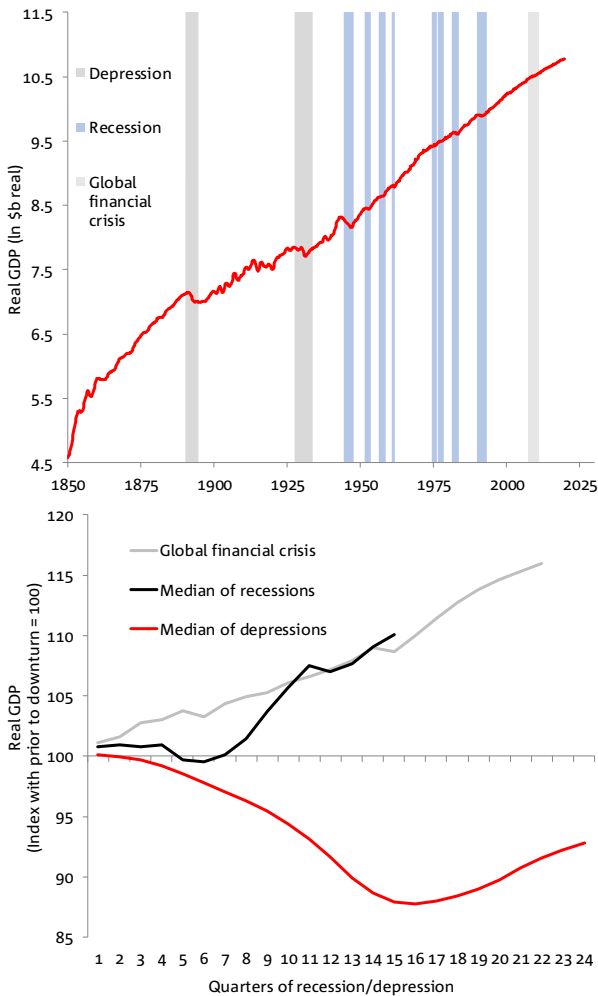 11.5
10.5
9.5
8.5
7.5
6.5
5.5
4.5
Real GDP (ln $b real)
Depression
Recession
Global
financial
crisis
1850 1875 1900 1925 1950 1975 2000 2025
120
115
110
105
100
95
90
85
Real GDP
(Index with prior to downturn = 100)
Global financial crisis
Median of recessions
Median of depressions
1 2 3 4 5 6 7 8 9 10 11 12 13 14 15 16 17 18 19 20 21 22 23 24
Quarters of recession/depression